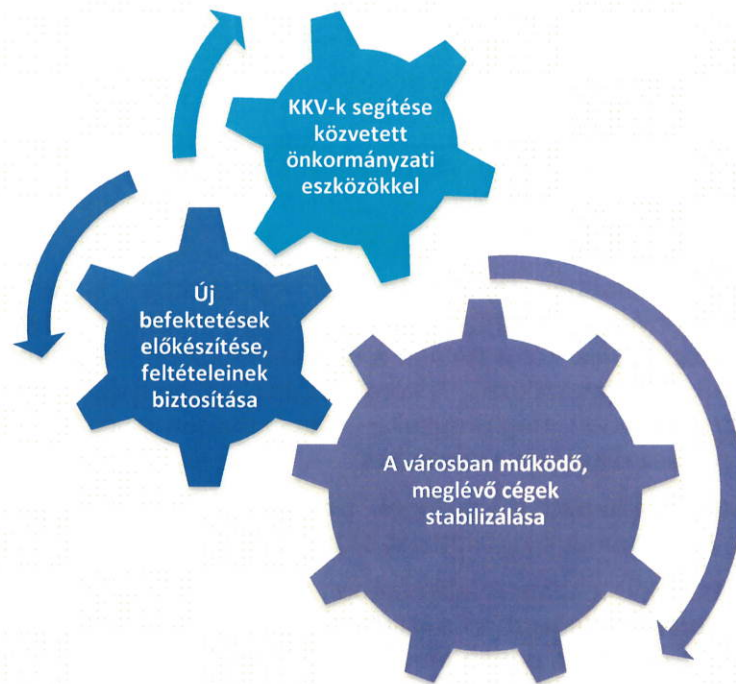 KKV-k segítése
közvetett
önkormányzati
eszközökkel
Új
befektetések
előkészítése,
feltételeinek
biztosítása
A városban működő,
meglévő cégek
stabilizálása